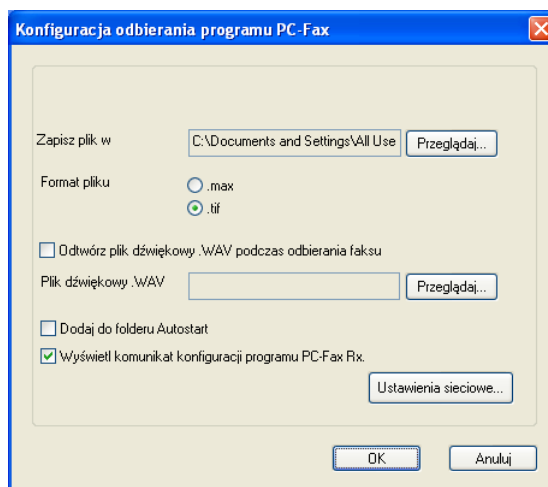 Konfiguracja odbierania programu PC-Fax
Zapisz plik w
C:\Documents and Settings\All Use
Przeglądaj...
Format pliku
.max
.tif
Odtwórz plik dźwiękowy .WAV podczas odbierania faksu
Plik dźwiękowy .WAV
Przeglądaj...
Dodaj do folderu Autostart
Wyświetl komunikat konfiguracji programu PC-Fax Rx.
Ustawienia sieciowe...
OK
Anuluj